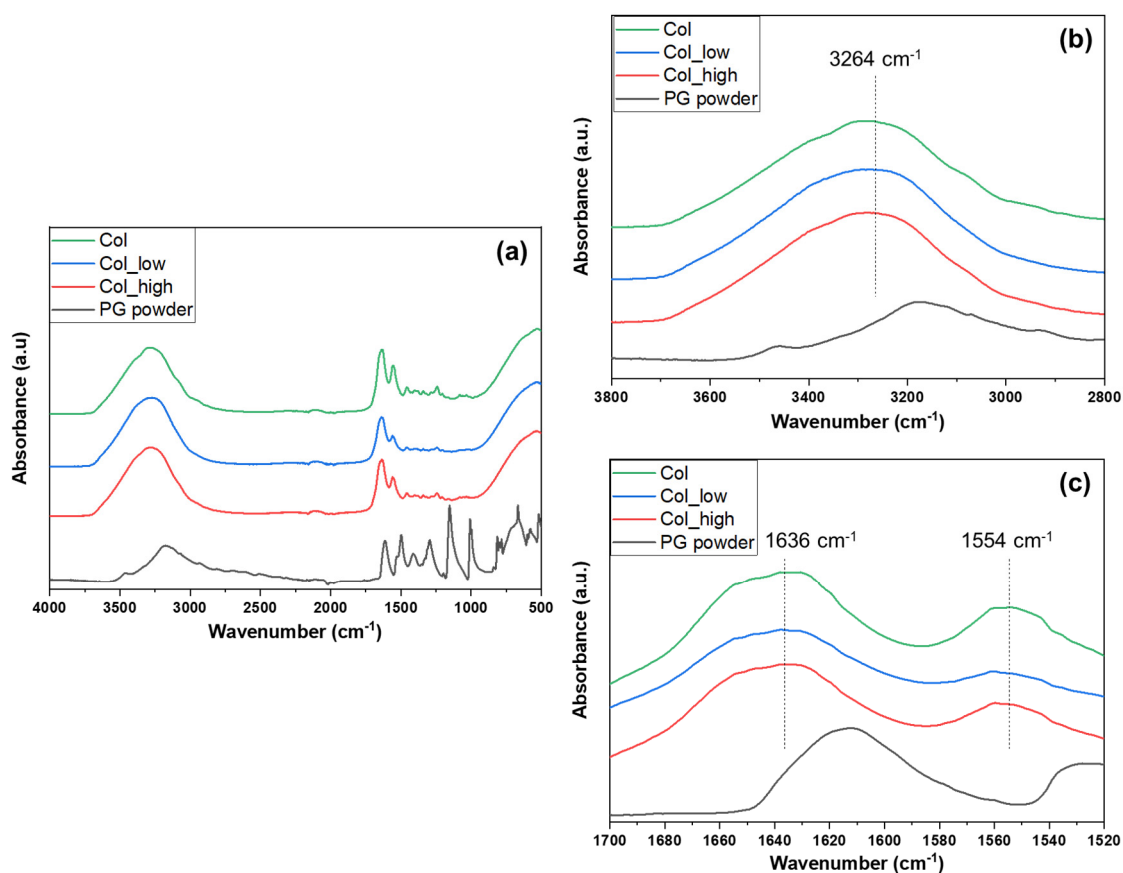 Col
Col_low
Col_high
PG powder
(a)
Absorbance (a.u)
4000 3500 3000 2500 2000 1500 1000 500
Wavenumber (cm-1)
Col
Col_low
Col_high
PG powder
(b)
3264 cm-1
Absorbance (a.u.)
3800 3600 3400 3200 3000 2800
Wavenumber (cm-1)
Col
Col_low
Col_high
PG powder
(c)
1636 cm-1
1554 cm-1
Absorbance (a.u.)
1700 1680 1660 1640 1620 1600 1580 1560 1540 1520
Wavenumber (cm-1)